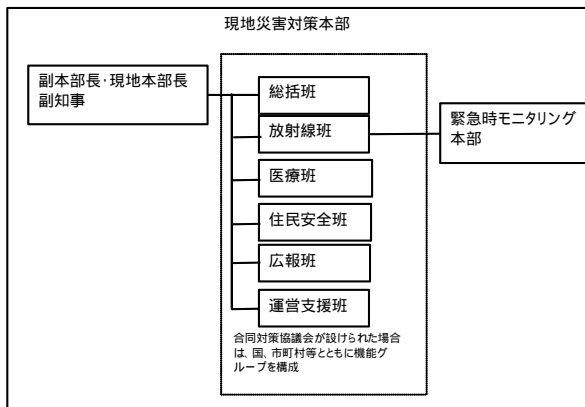 現地災害対策本部
副本部長・現地本部長
副知事
総括班
放射線班
緊急時モニタリング
本部
医療班
住民安全班
広報班
運営支援班
合同対策協議会が設けられた場合
は、国、市町村等とともに機能グ
ループを構成